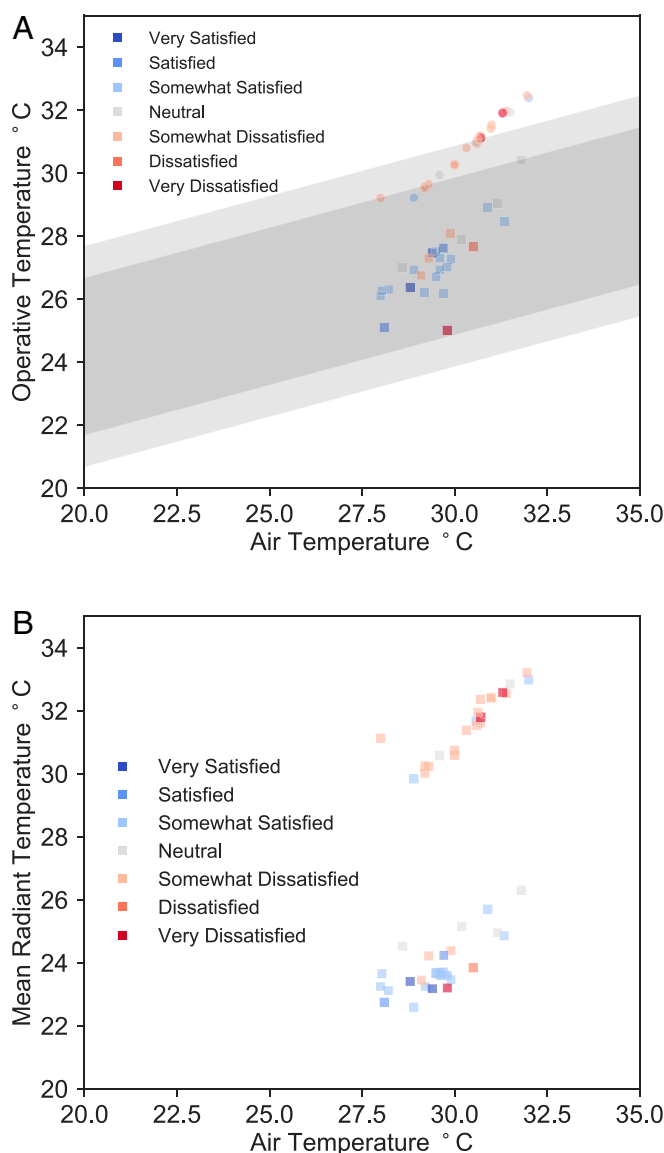 A
34
32
30
28
26
24
22
20
Operative Temperature °C
Very Satisfied
Satisfied
Somewhat Satisfied
Neutral
Somewhat Dissatisfied
Dissatisfied
Very Dissatisfied
20.0 22.5 25.0 27.5 30.0 32.5 35.0
Air Temperature °C
B
34
32
30
28
26
24
22
20
Mean Radiant Temperature °C
Very Satisfied
Satisfied
Somewhat Satisfied
Neutral
Somewhat Dissatisfied
Dissatisfied
Very Dissatisfied
20.0 22.5 25.0 27.5 30.0 32.5 35.0
Air Temperature °C